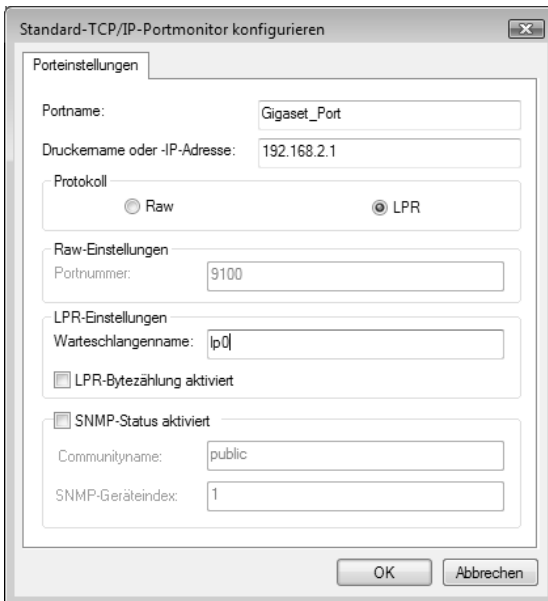 Standard-TCP/IP-Portmonitor konfigurieren
Porteinstellungen
Portname: Gigaset_Port
Druckername oder -IP-Adresse: 192.168.2.1
Protokoll
Raw LPR
Raw-Einstellungen
Portnummer: 9100
LPR-Einstellungen
Warteschlangenname: lp0
LPR-Bytezählung aktiviert
SNMP-Status aktiviert
Communityname: public
SNMP-Geräteindex: 1
OK Abbrechen